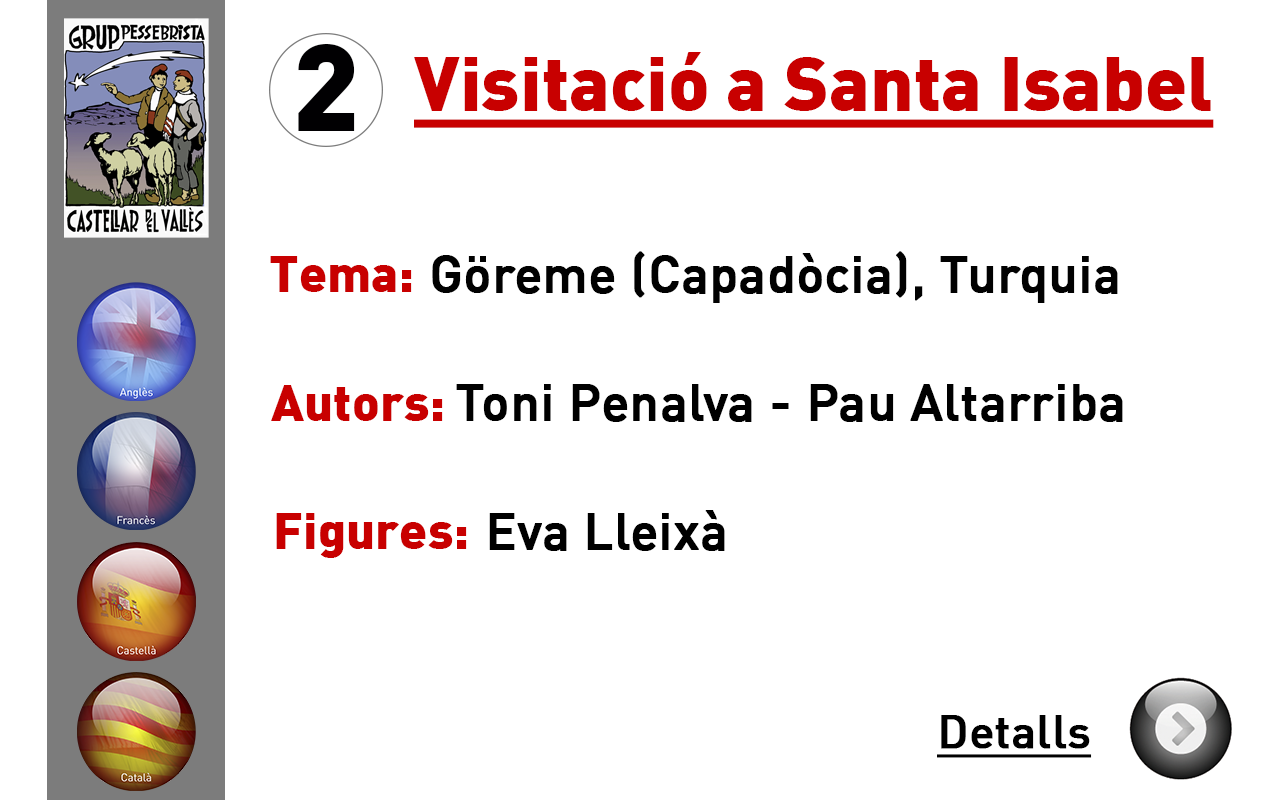 GRUP PESSEBRISTA
CASTELLAR DEL VALLÈS
Anglès
Francès
Castellà
Català
2 Visitació a Santa Isabel
Tema: Göreme (Capadòcia), Turquia
Autors: Toni Penalva - Pau Altarriba
Figures: Eva Lleixà
Detalls